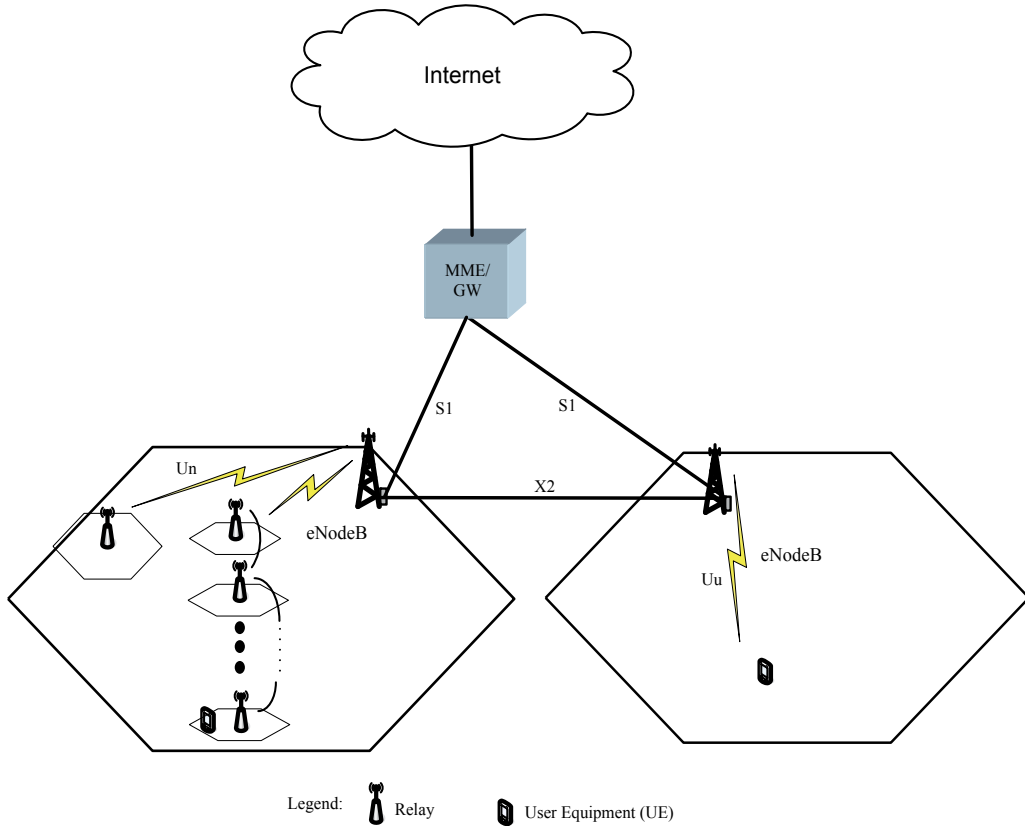 Internet
MME/
GW
S1
S1
Un
X2
eNodeB
eNodeB
Uu
Legend:
Relay
User Equipment (UE)